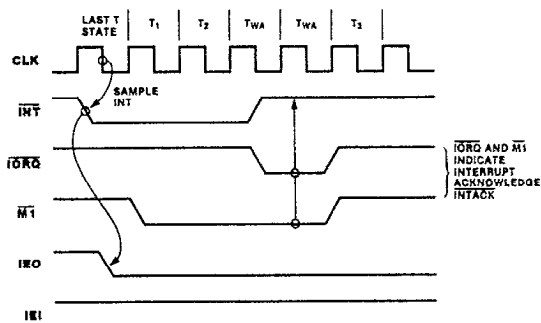 LAST T
STATE
T1
T2
TWA
TWA
T3
CLK
SAMPLE
INT
INT
IORQ
IORQ AND M1
INDICATE
INTERRUPT
ACKNOWLEDGE
INTACK
M1
IEO
IEI